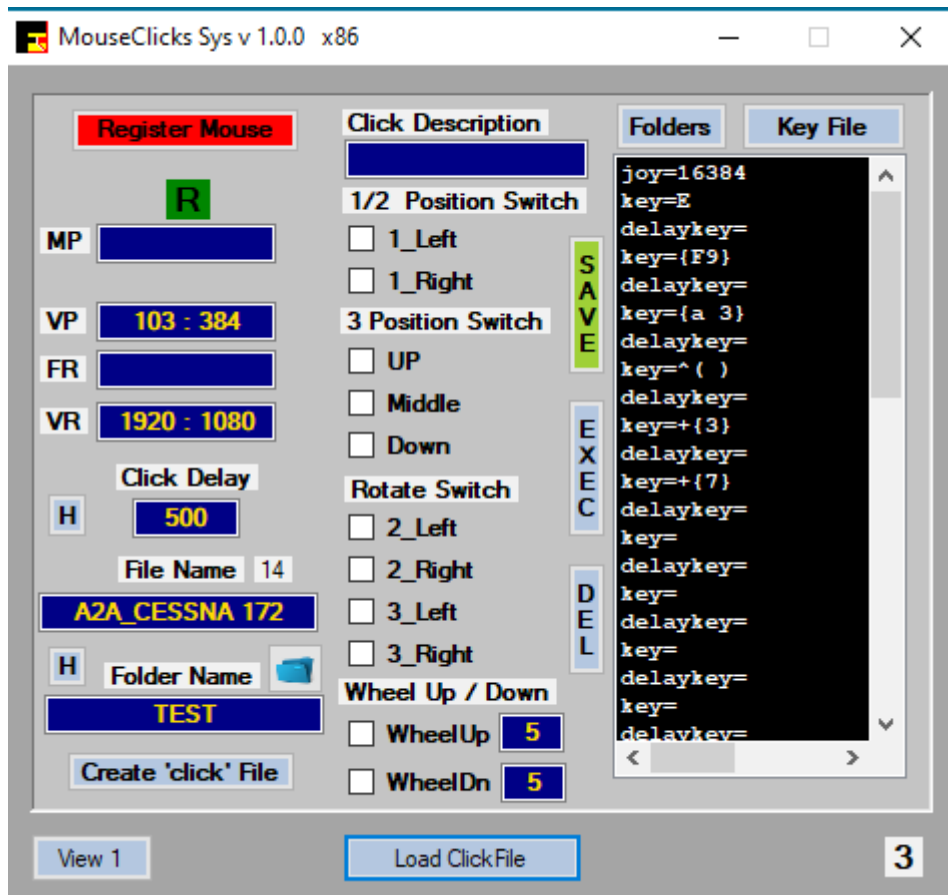 MouseClicks Sys v 1.0.0 x86
Register Mouse
R
MP
VP 103 : 384
FR
VR 1920 : 1080
Click Delay
H 500
File Name 14
A2A_CESSNA 172
H Folder Name
TEST
Create 'click' File
Click Description
1/2 Position Switch
1_Left
1_Right
3 Position Switch
UP
Middle
Down
Rotate Switch
2_Left
2_Right
3_Left
3_Right
Wheel Up / Down
WheelUp 5
WheelDn 5
SAVE
EXEC
DEL
Folders Key File
joy=16384
key=E
delaykey=
key={F9}
delaykey=
key={a 3}
delaykey=
key=^( )
delaykey=
key=+{3}
delaykey=
key=+{7}
delaykey=
key=
delaykey=
key=
delaykey=
key=
delaykey=
key=
delaykey=
View 1 Load ClickFile 3